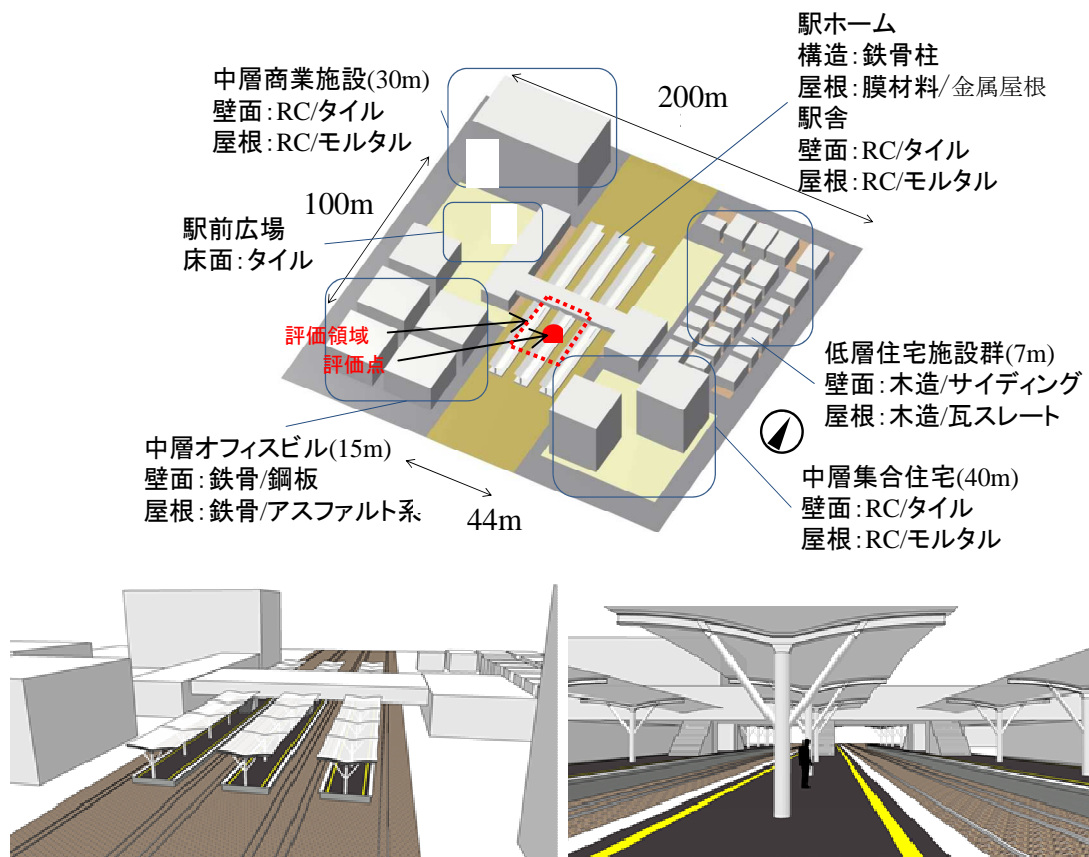 駅ホーム
構造：鉄骨柱
屋根：膜材料/金属屋根
駅舎
壁面：RC/タイル
屋根：RC/モルタル
中層商業施設(30m)
壁面：RC/タイル
屋根：RC/モルタル
200m
100m
駅前広場
床面：タイル
評価領域
評価点
低層住宅施設群(7m)
壁面：木造/サイディング
屋根：木造/瓦スレート
中層オフィスビル(15m)
壁面：鉄骨/鋼板
屋根：鉄骨/アスファルト系
44m
中層集合住宅(40m)
壁面：RC/タイル
屋根：RC/モルタル